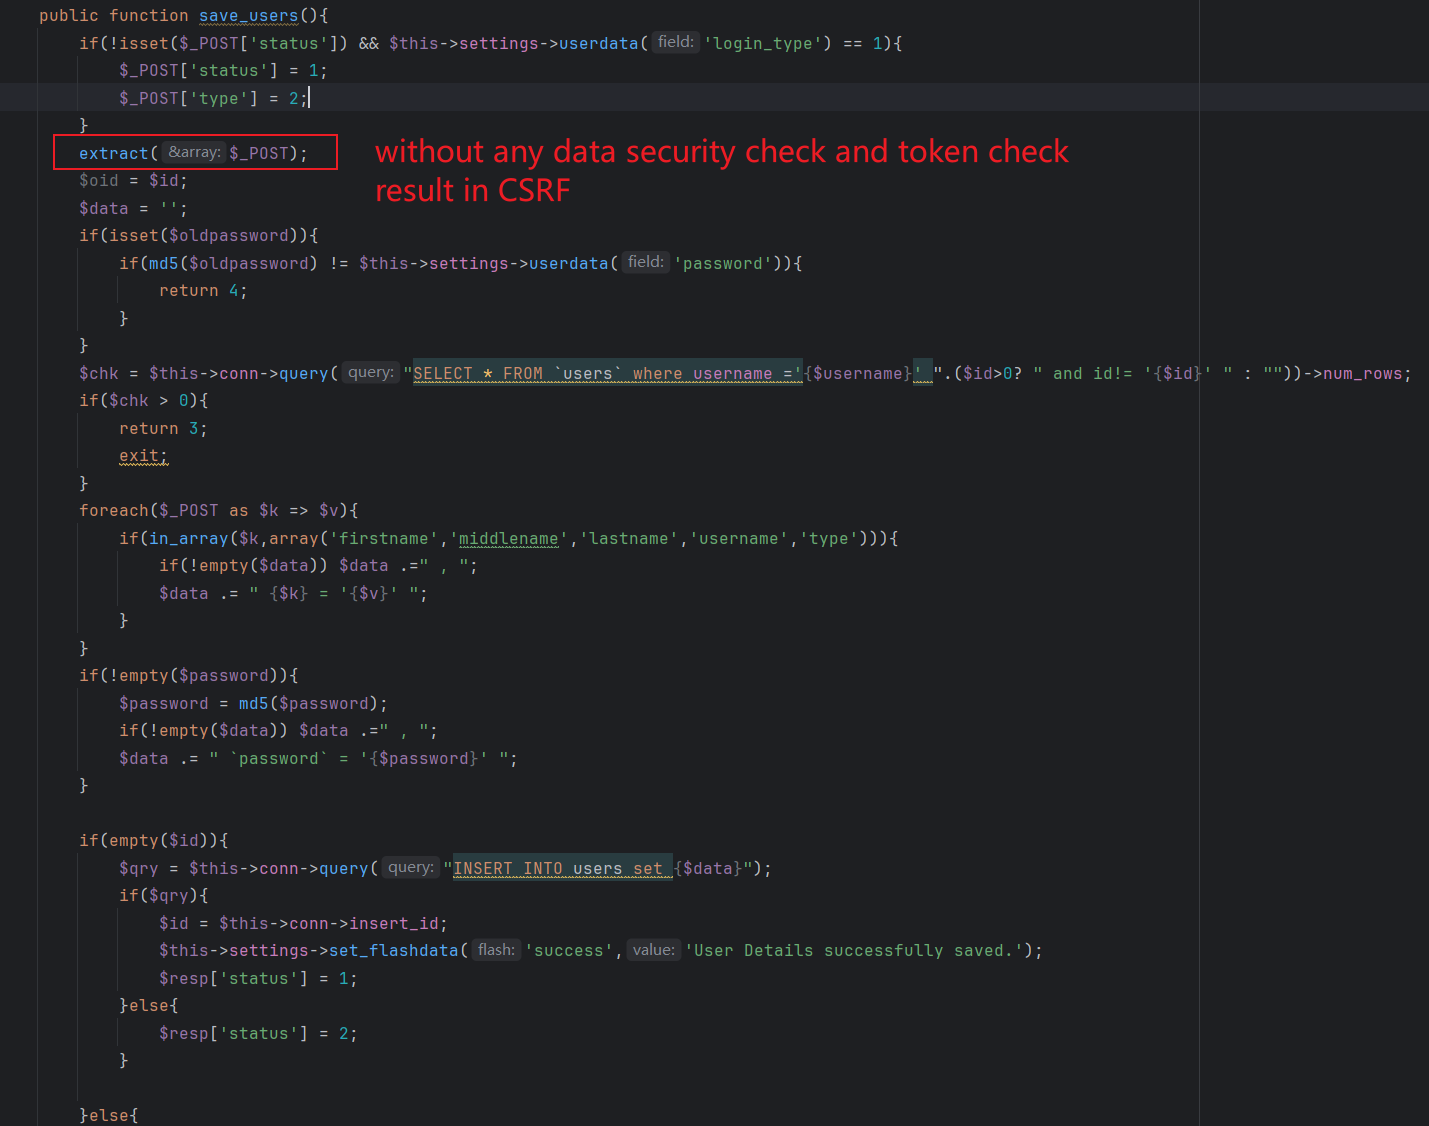 public function save_users(){
if(!isset($_POST['status']) && $this->settings->userdata( field: 'login_type') == 1){
$_POST['status'] = 1;
$_POST['type'] = 2;
}
extract( &array: $_POST);
without any data security check and token check
result in CSRF
$oid = $id;
$data = '';
if(isset($oldpassword)){
if(md5($oldpassword) != $this->settings->userdata( field: 'password')){
return 4;
}
}
$chk = $this->conn->query( query: "SELECT * FROM `users` where username ='{$username}' ".($id>0? " and id!= '{$id}' " : ""))->num_rows;
if($chk > 0){
return 3;
exit;
}
foreach($_POST as $k => $v){
if(in_array($k,array('firstname','middlename','lastname','username','type'))){
if(!empty($data)) $data .=" , ";
$data .= " {$k} = '{$v}' ";
}
}
if(!empty($password)){
$password = md5($password);
if(!empty($data)) $data .=" , ";
$data .= " `password` = '{$password}' ";
}
if(empty($id)){
$qry = $this->conn->query( query: "INSERT INTO users set {$data}");
if($qry){
$id = $this->conn->insert_id;
$this->settings->set_flashdata( flash: 'success', value: 'User Details successfully saved.');
$resp['status'] = 1;
}else{
$resp['status'] = 2;
}
}else{